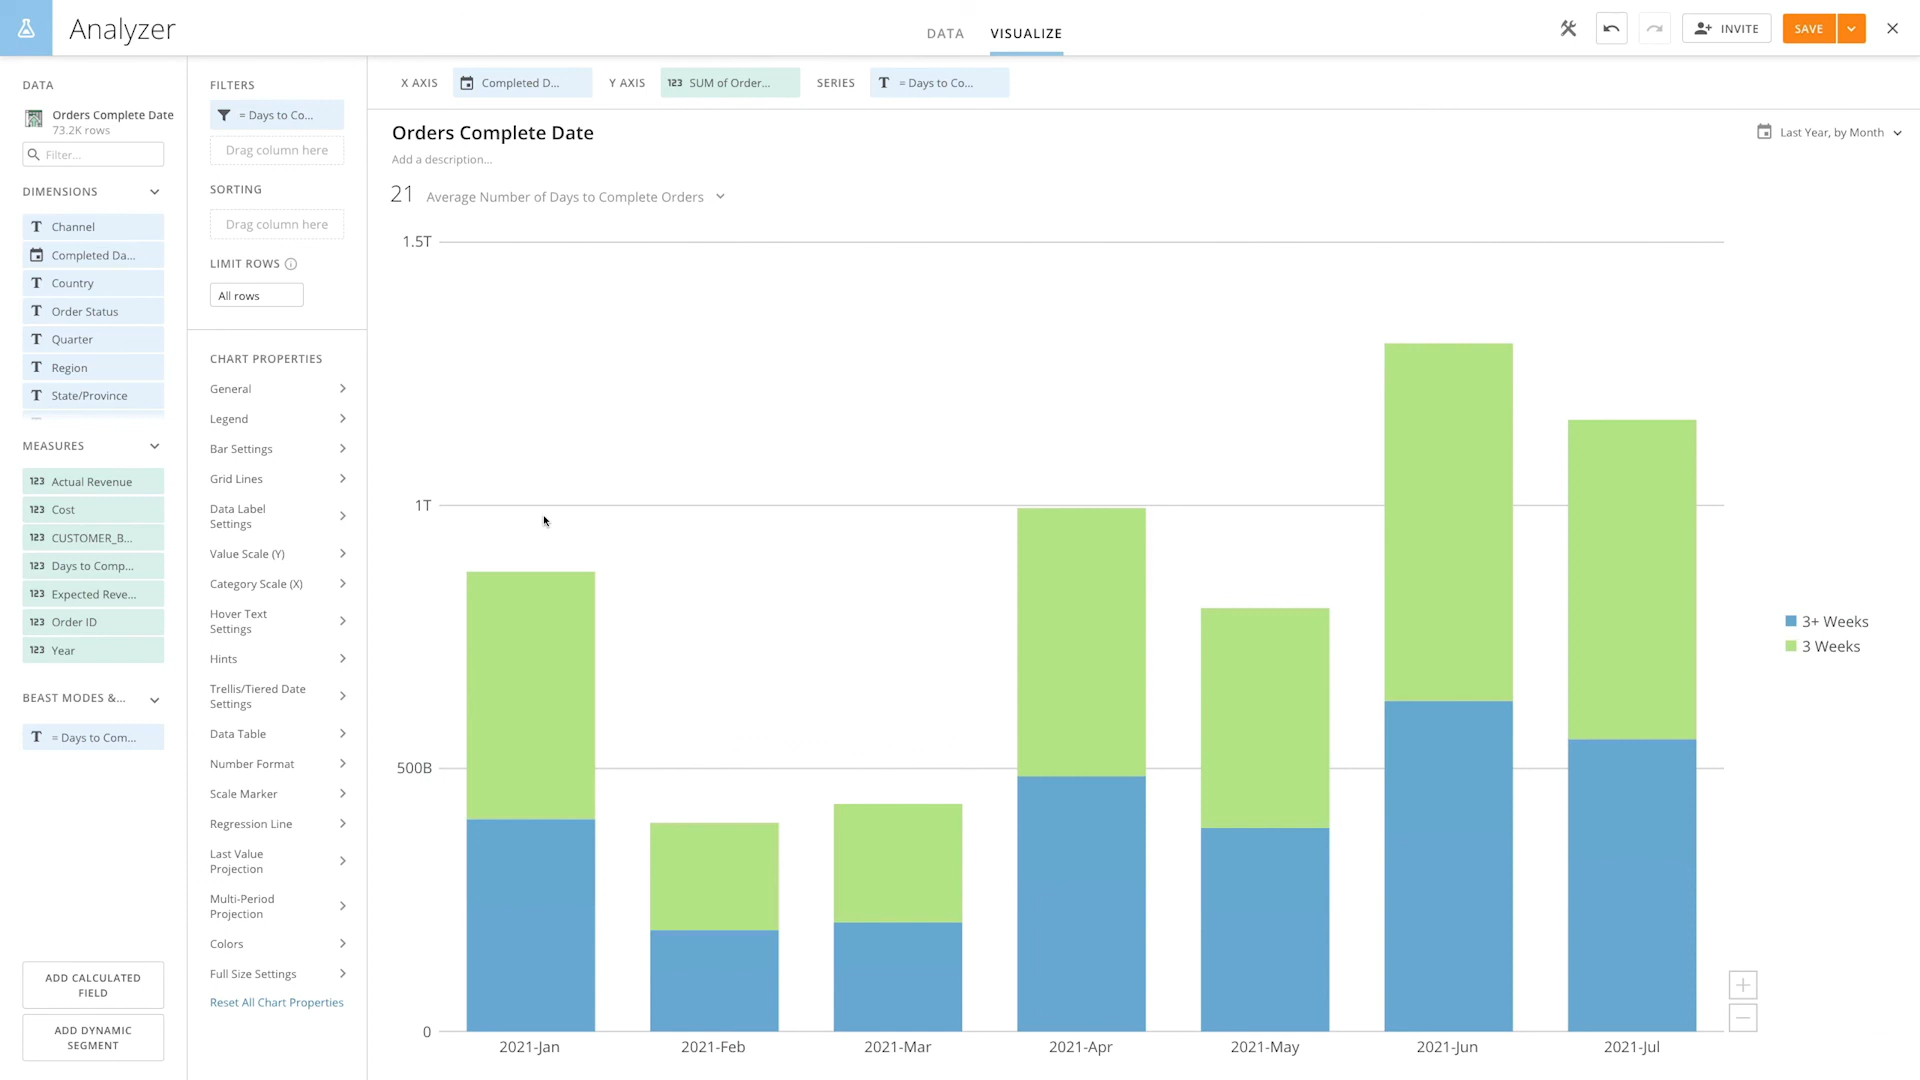 Analyzer
DATA
VISUALIZE
INVITE
SAVE
DATA
Orders Complete Date
73.2K rows
Filter...
DIMENSIONS
T Channel
Completed Da...
T Country
T Order Status
T Quarter
T Region
T State/Province
MEASURES
123 Actual Revenue
123 Cost
123 CUSTOMER_B...
123 Days to Comp...
123 Expected Reve...
123 Order ID
123 Year
BEAST MODES &...
T = Days to Com...
ADD CALCULATED
FIELD
ADD DYNAMIC
SEGMENT
FILTERS
= Days to Co...
Drag column here
SORTING
Drag column here
LIMIT ROWS
All rows
CHART PROPERTIES
General
Legend
Bar Settings
Grid Lines
Data Label
Settings
Value Scale (Y)
Category Scale (X)
Hover Text
Settings
Hints
Trellis/Tiered Date
Settings
Data Table
Number Format
Scale Marker
Regression Line
Last Value
Projection
Multi-Period
Projection
Colors
Full Size Settings
Reset All Chart Properties
X AXIS
Completed D...
Y AXIS
123 SUM of Order...
SERIES
T = Days to Co...
Orders Complete Date
Last Year, by Month
Add a description...
21 Average Number of Days to Complete Orders
1.5T
1T
500B
0
2021-Jan
2021-Feb
2021-Mar
2021-Apr
2021-May
2021-Jun
2021-Jul
3+ Weeks
3 Weeks